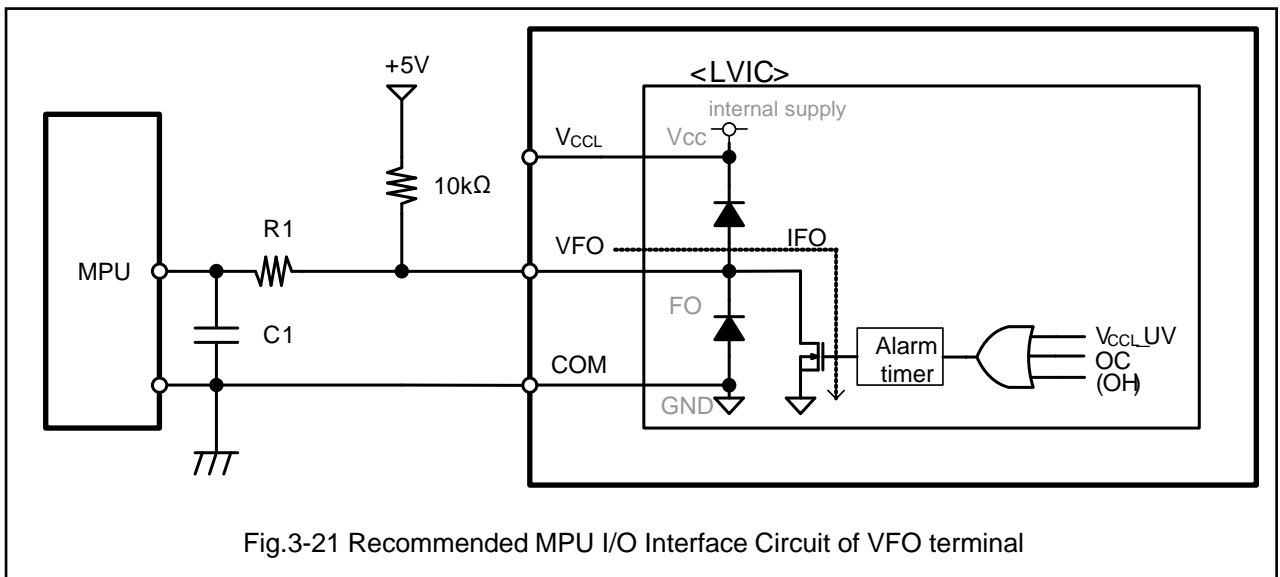 +5V
<LVIC>
internal supply
Vcc
VCCL
10kΩ
R1
VFO
IFO
MPU
FO
C1
Alarm
timer
VCCL_UV
OC
(OH)
COM
GND
Fig.3-21 Recommended MPU I/O Interface Circuit of VFO terminal